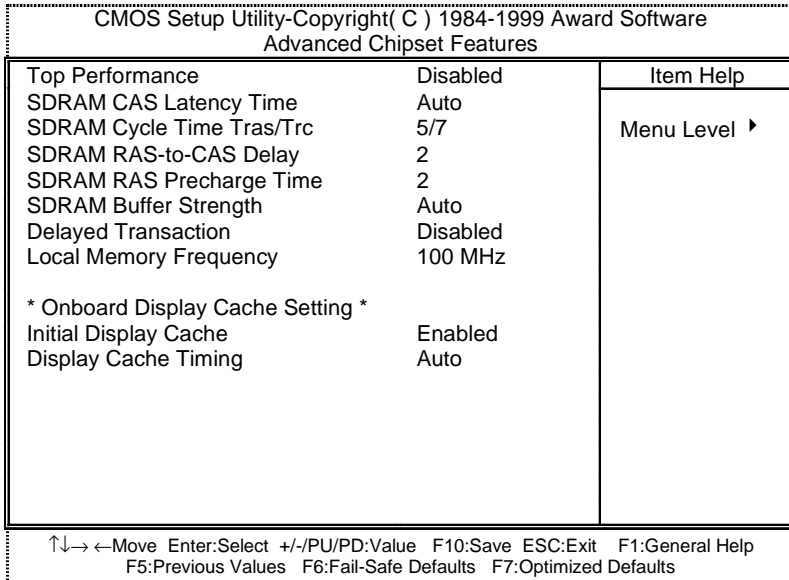 CMOS Setup Utility-Copyright( C ) 1984-1999 Award Software
Advanced Chipset Features
Top Performance Disabled
SDRAM CAS Latency Time Auto
SDRAM Cycle Time Tras/Trc 5/7
SDRAM RAS-to-CAS Delay 2
SDRAM RAS Precharge Time 2
SDRAM Buffer Strength Auto
Delayed Transaction Disabled
Local Memory Frequency 100 MHz
* Onboard Display Cache Setting *
Initial Display Cache Enabled
Display Cache Timing Auto
Item Help
Menu Level ▶
↑↓→ ←Move Enter:Select +/-/PU/PD:Value F10:Save ESC:Exit F1:General Help
F5:Previous Values F6:Fail-Safe Defaults F7:Optimized Defaults